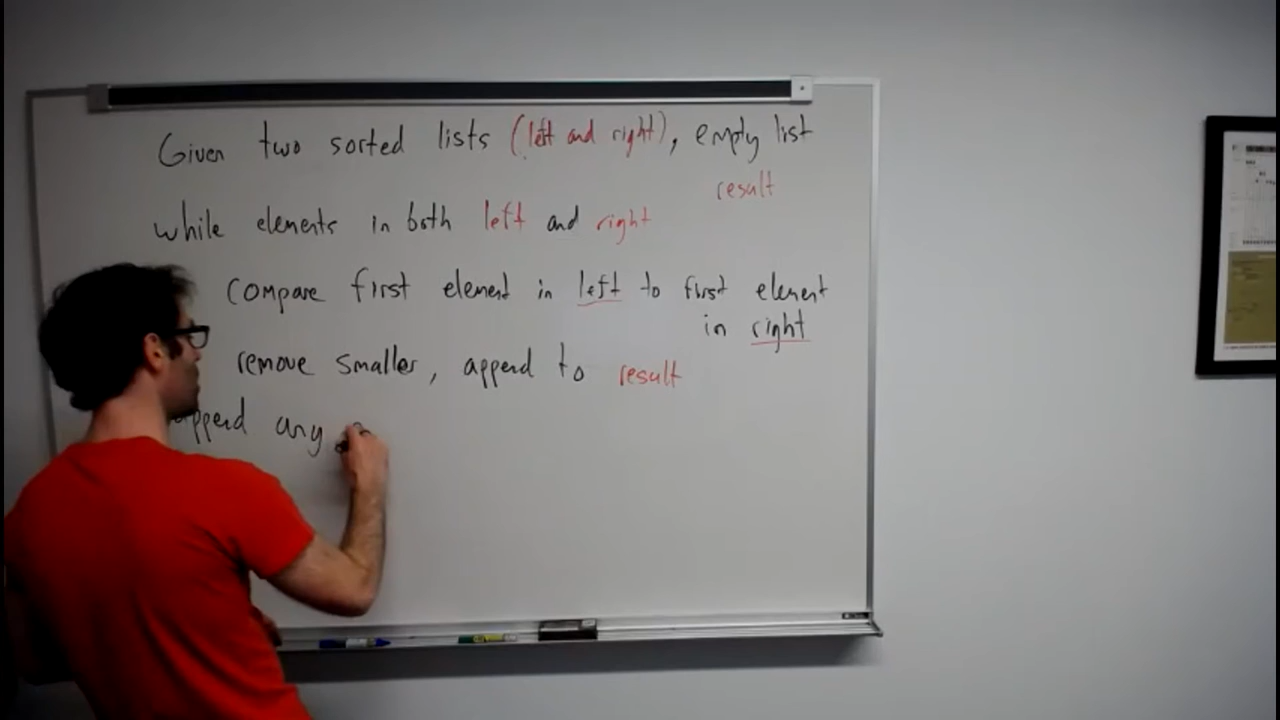 Given two sorted lists (left and right), empty list
result
while elements in both left and right
compare first element in left to first element
in right
remove smaller, append to result
append any